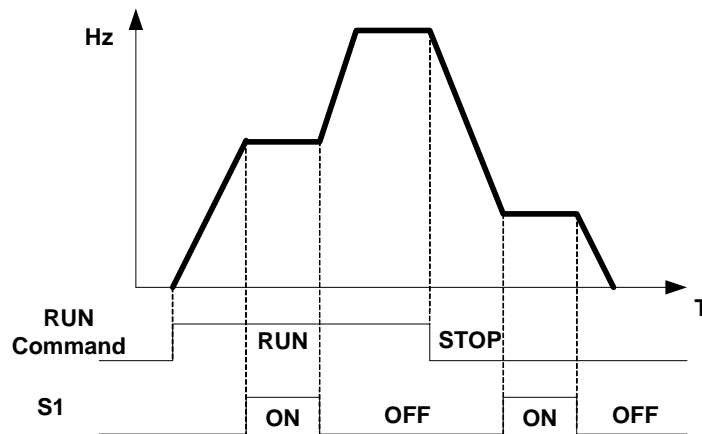 Hz
T
RUN
Command
RUN
STOP
S1
ON
OFF
ON
OFF